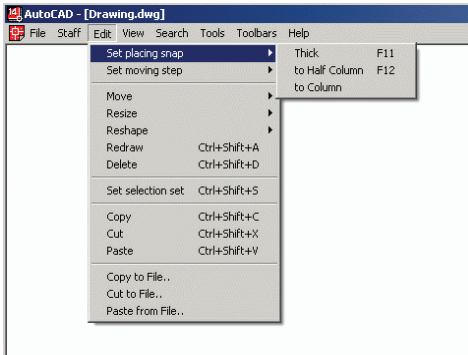 AutoCAD - [Drawing.dwg]
File Staff Edit View Search Tools Toolbars Help
Set placing snap
Thick F11
Set moving step
to Half Column F12
to Column
Move
Resize
Reshape
Redraw Ctrl+Shift+A
Delete Ctrl+Shift+D
Set selection set Ctrl+Shift+S
Copy Ctrl+Shift+C
Cut Ctrl+Shift+X
Paste Ctrl+Shift+V
Copy to File..
Cut to File..
Paste from File..